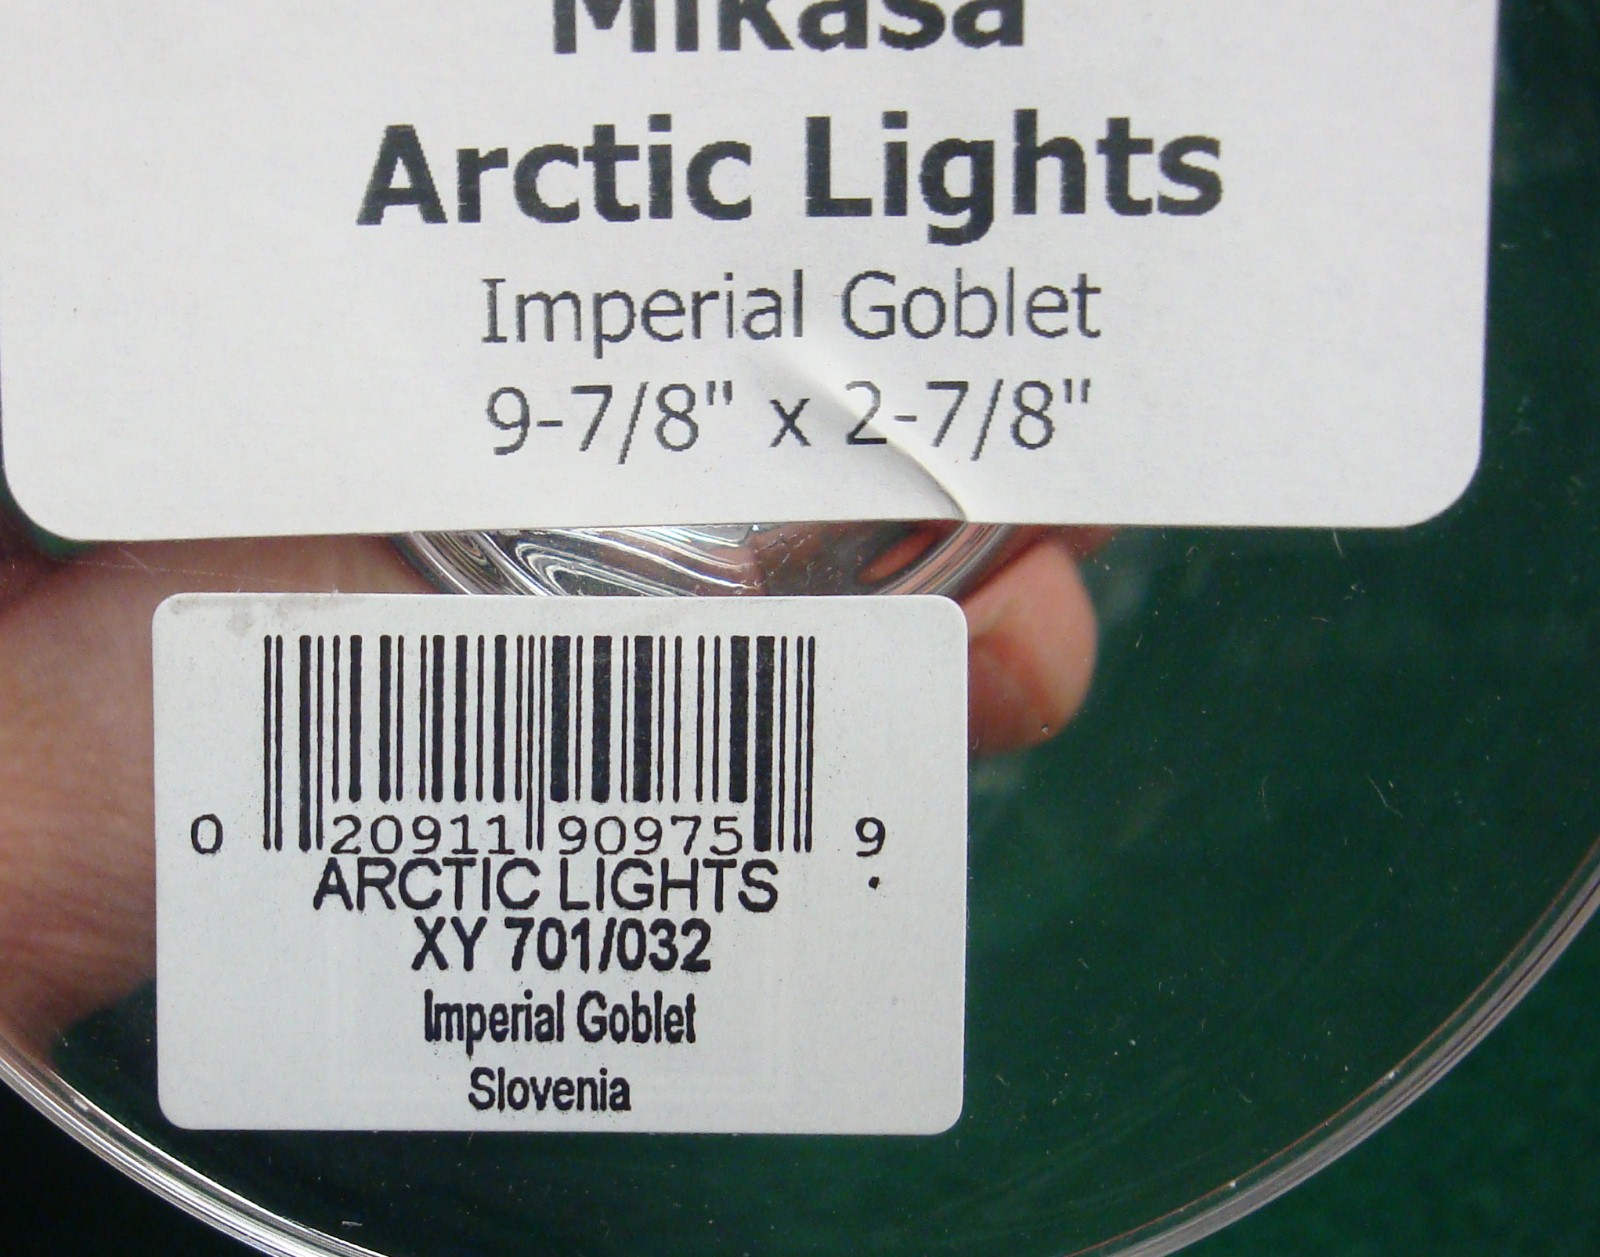 Mikasa
Arctic Lights
Imperial Goblet
9-7/8" x 2-7/8"
0 20911 90975 9
ARCTIC LIGHTS
XY 701/032
Imperial Goblet
Slovenia